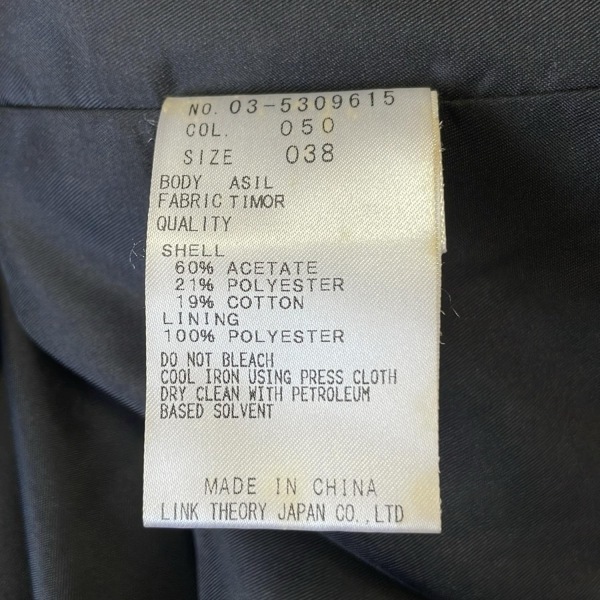 NO. 03-5309615
COL. 050
SIZE 038
BODY ASIL
FABRIC TIMOR
QUALITY
SHELL
60% ACETATE
21% POLYESTER
19% COTTON
LINING
100% POLYESTER
DO NOT BLEACH
COOL IRON USING PRESS CLOTH
DRY CLEAN WITH PETROLEUM
BASED SOLVENT
MADE IN CHINA
LINK THEORY JAPAN CO.,LTD